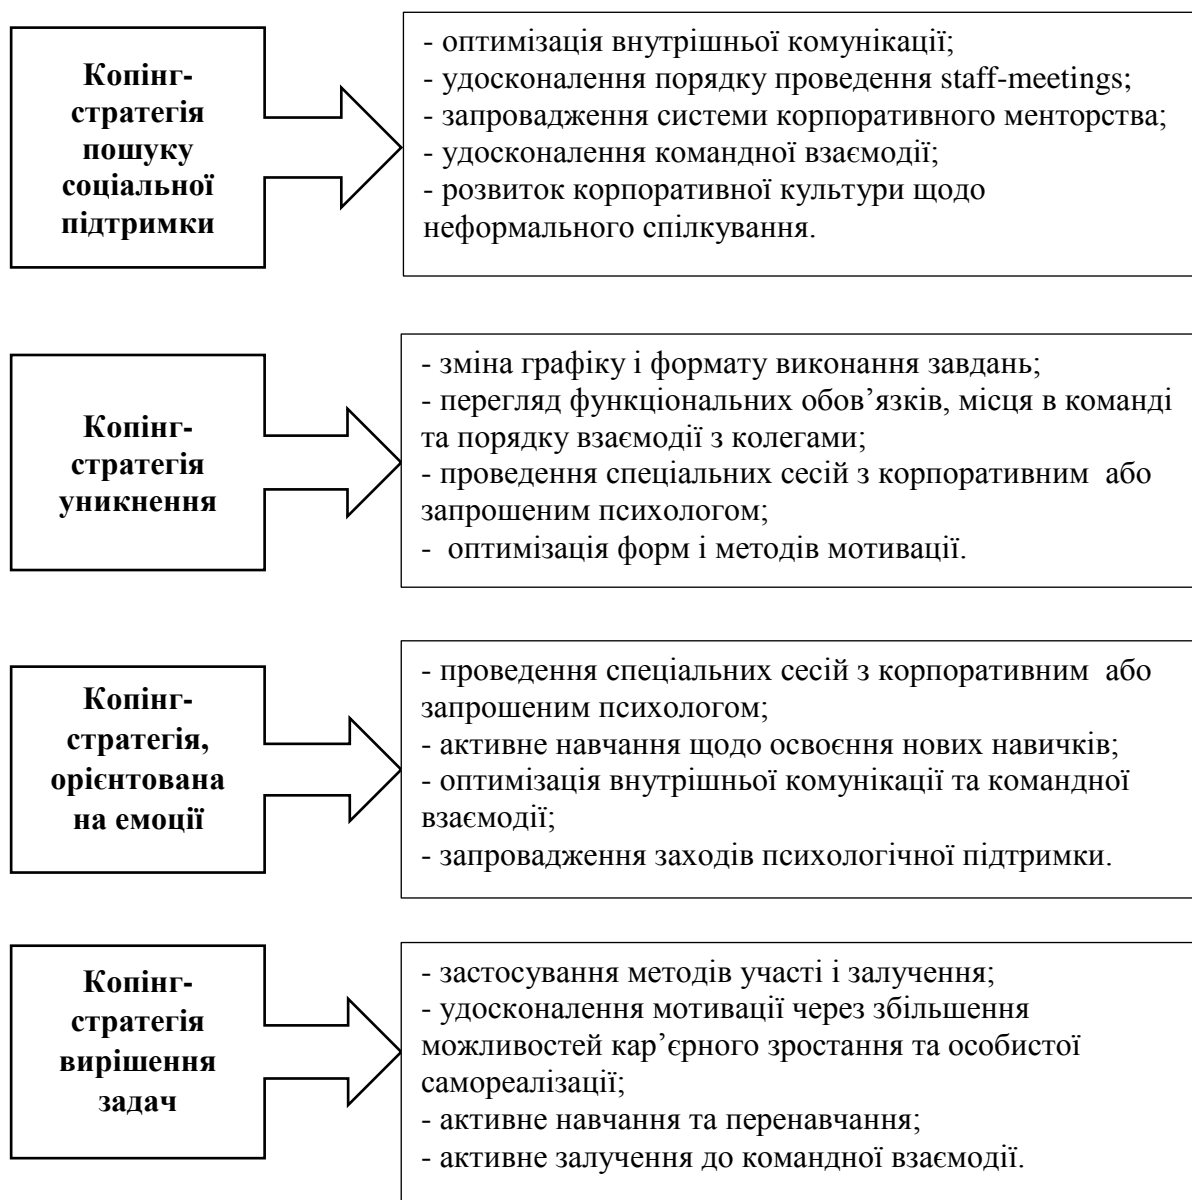 Копінг-
стратегія
пошуку
соціальної
підтримки
- оптимізація внутрішньої комунікації;
- удосконалення порядку проведення staff-meetings;
- запровадження системи корпоративного менторства;
- удосконалення командної взаємодії;
- розвиток корпоративної культури щодо
неформального спілкування.
Копінг-
стратегія
уникнення
- зміна графіку і формату виконання завдань;
- перегляд функціональних обов’язків, місця в команді
та порядку взаємодії з колегами;
- проведення спеціальних сесій з корпоративним або
запрошеним психологом;
- оптимізація форм і методів мотивації.
Копінг-
стратегія,
орієнтована
на емоції
- проведення спеціальних сесій з корпоративним або
запрошеним психологом;
- активне навчання щодо освоєння нових навичків;
- оптимізація внутрішньої комунікації та командної
взаємодії;
- запровадження заходів психологічної підтримки.
Копінг-
стратегія
вирішення
задач
- застосування методів участі і залучення;
- удосконалення мотивації через збільшення
можливостей кар’єрного зростання та особистої
самореалізації;
- активне навчання та перенавчання;
- активне залучення до командної взаємодії.